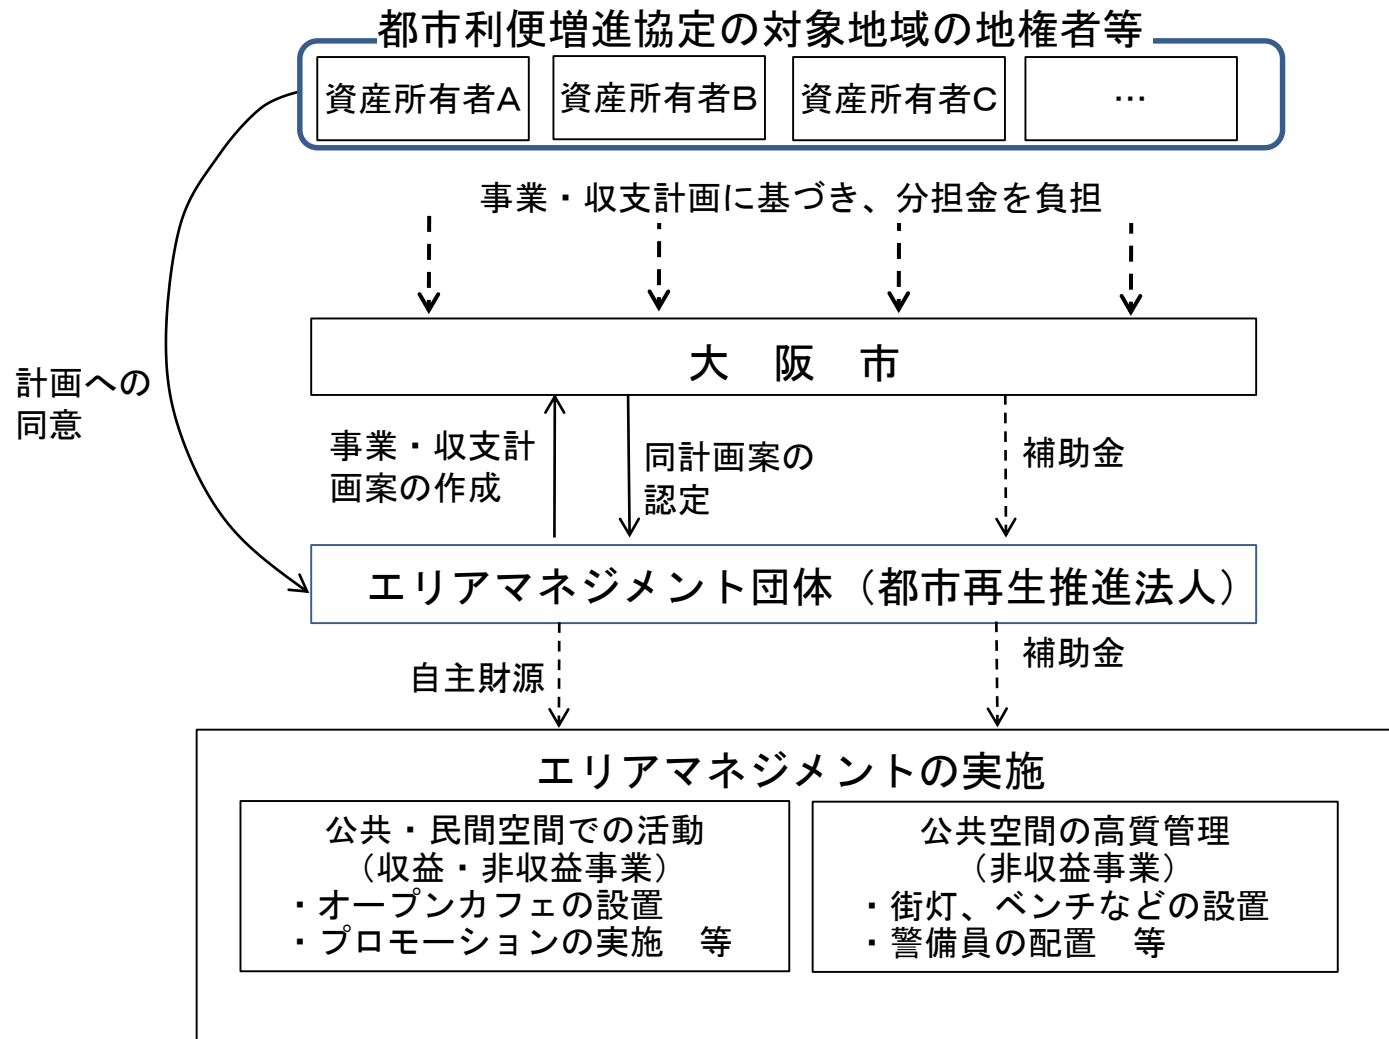 都市利便増進協定の対象地域の地権者等
資産所有者A
資産所有者B
資産所有者C
…
事業・収支計画に基づき、分担金を負担
大　阪　市
計画への
同意
事業・収支計
画案の作成
同計画案の
認定
補助金
エリアマネジメント団体（都市再生推進法人）
自主財源
補助金
エリアマネジメントの実施
公共・民間空間での活動
（収益・非収益事業）
・オープンカフェの設置
・プロモーションの実施　等
公共空間の高質管理
（非収益事業）
・街灯、ベンチなどの設置
・警備員の配置　等